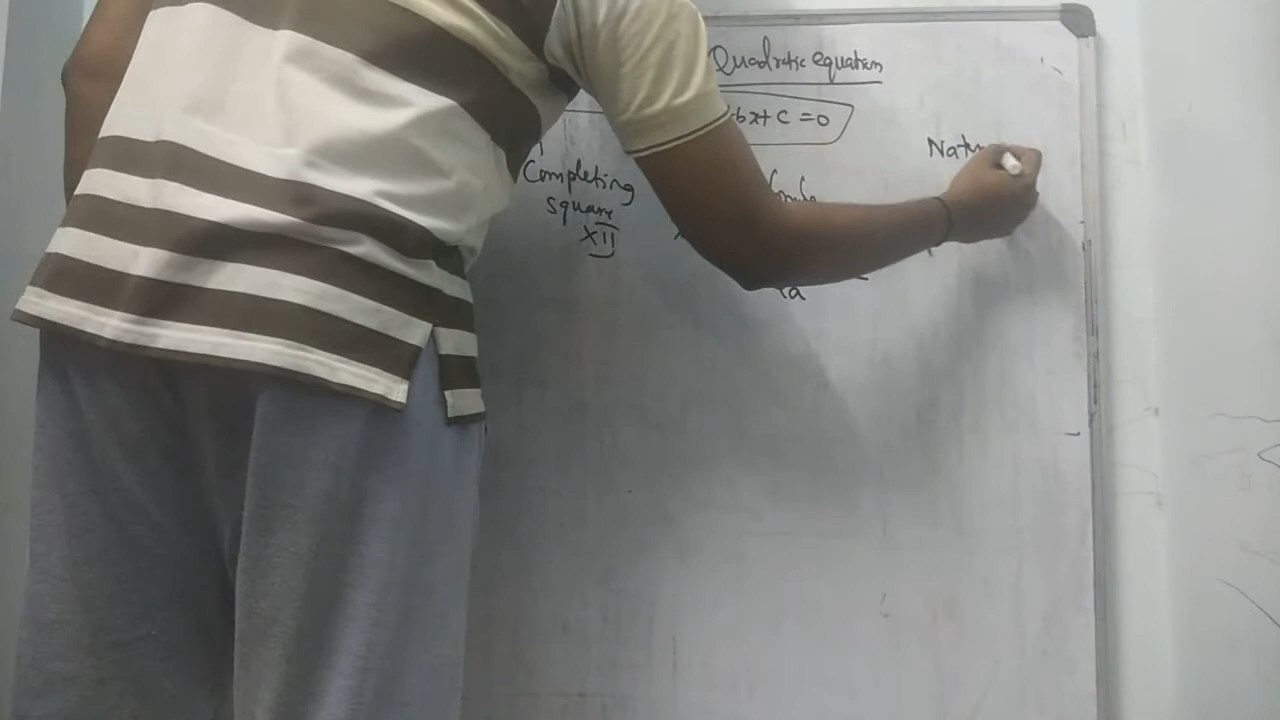 Quadratic equation
bx+c=0
Completing
square
XII
Natu
a